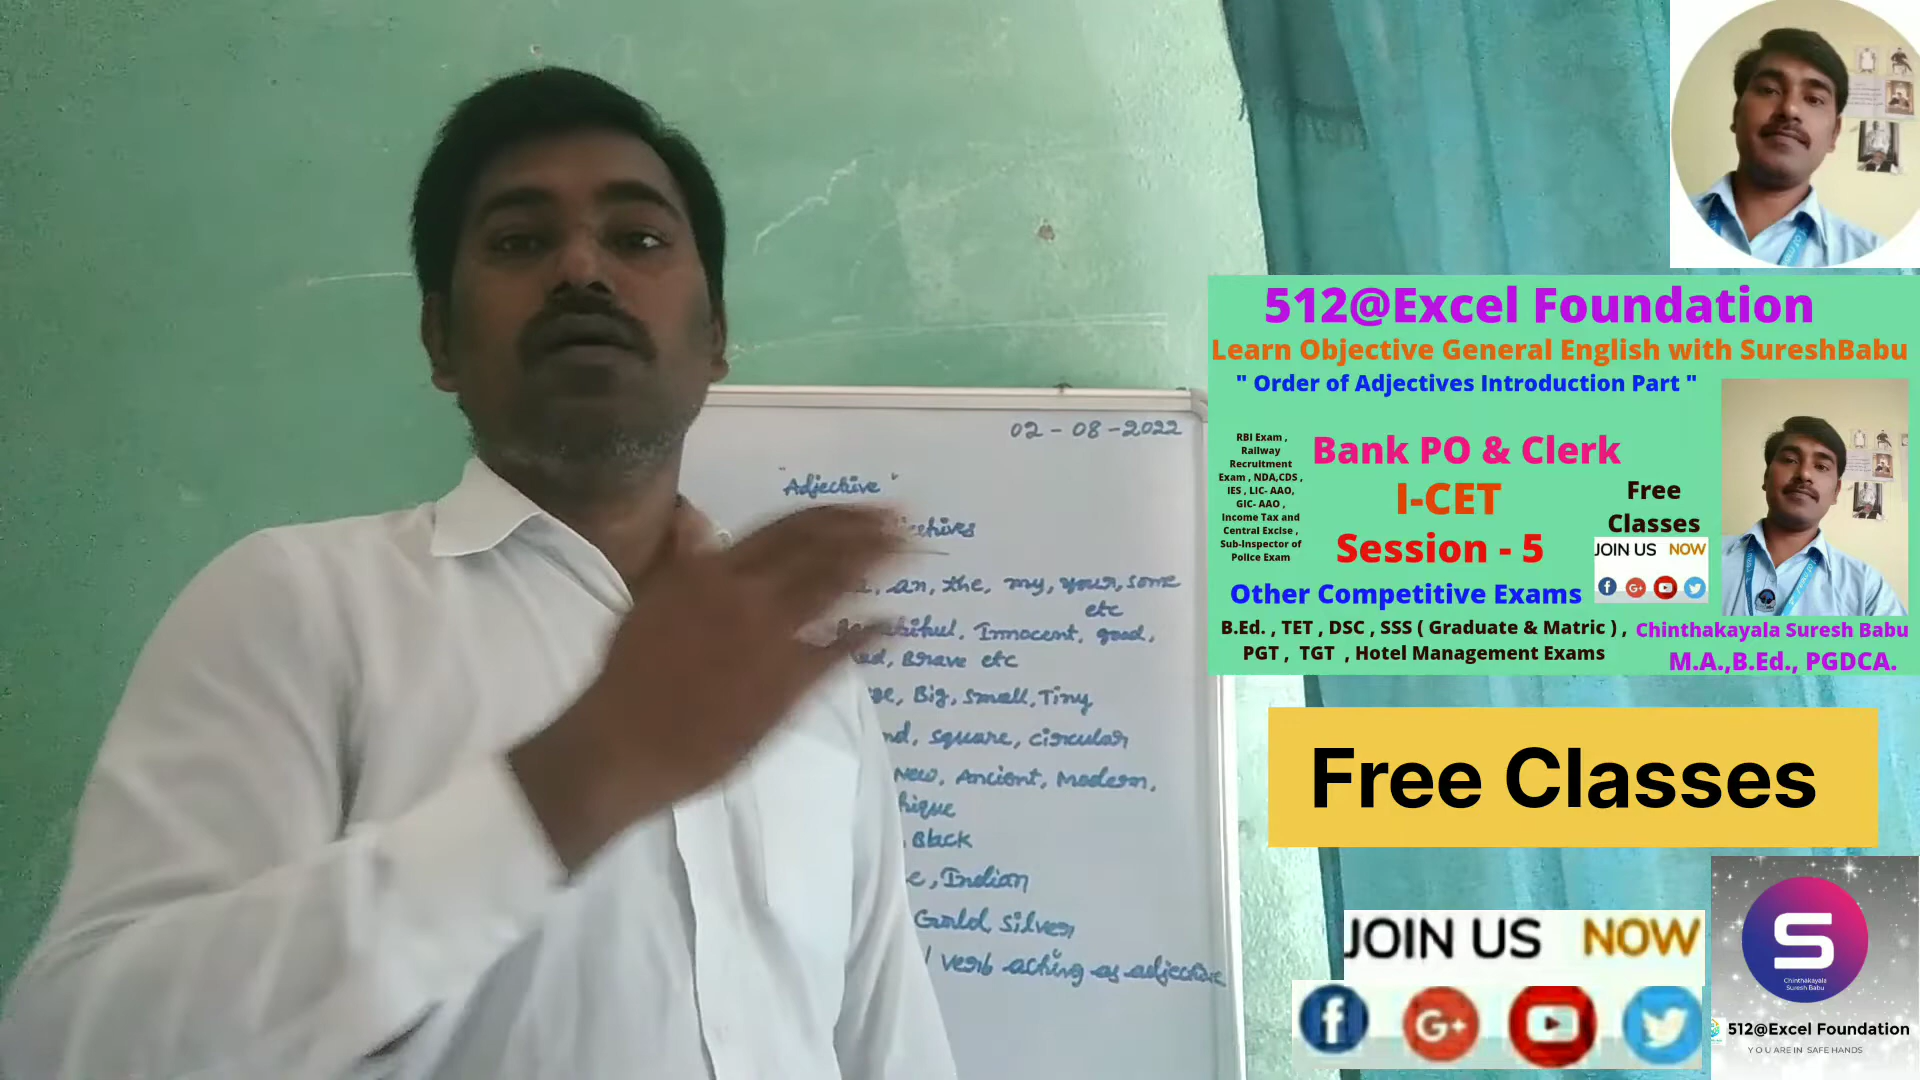 02-08-2022
"Adjective"
an, the, my, your, some
etc
Innocent, good,
Brave etc
Big, Small, Tiny
square, circular
New, Ancient, Modern,
Black
Indian
Gold, Silver
verb acting as adjective
512@Excel Foundation
Learn Objective General English with SureshBabu
" Order of Adjectives Introduction Part "
RBI Exam ,
Railway
Recruitment
Exam , NDA,CDS ,
IES , LIC- AAO,
GIC- AAO ,
Income Tax and
Central Excise ,
Sub-Inspector of
Police Exam
Bank PO & Clerk
I-CET
Session - 5
Free
Classes
JOIN US NOW
Other Competitive Exams
B.Ed. , TET , DSC , SSS ( Graduate & Matric ) ,
PGT , TGT , Hotel Management Exams
Chinthakayala Suresh Babu
M.A.,B.Ed., PGDCA.
Free Classes
JOIN US NOW
f G+
S
Chinthakayala
Suresh Babu
512@Excel Foundation
YOU ARE IN SAFE HANDS